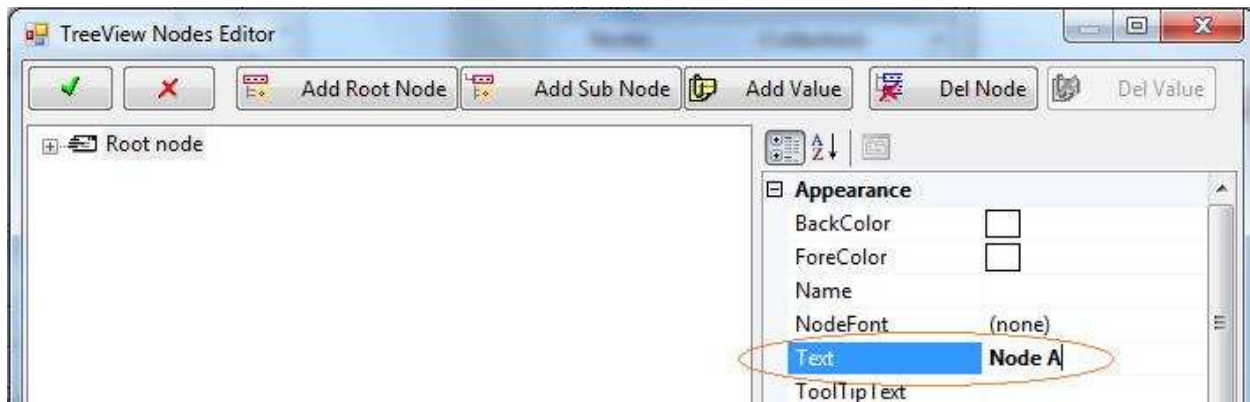 TreeView Nodes Editor
Add Root Node Add Sub Node Add Value Del Node Del Value
Root node
Appearance
BackColor
ForeColor
Name
NodeFont (none)
Text Node A
ToolTipText